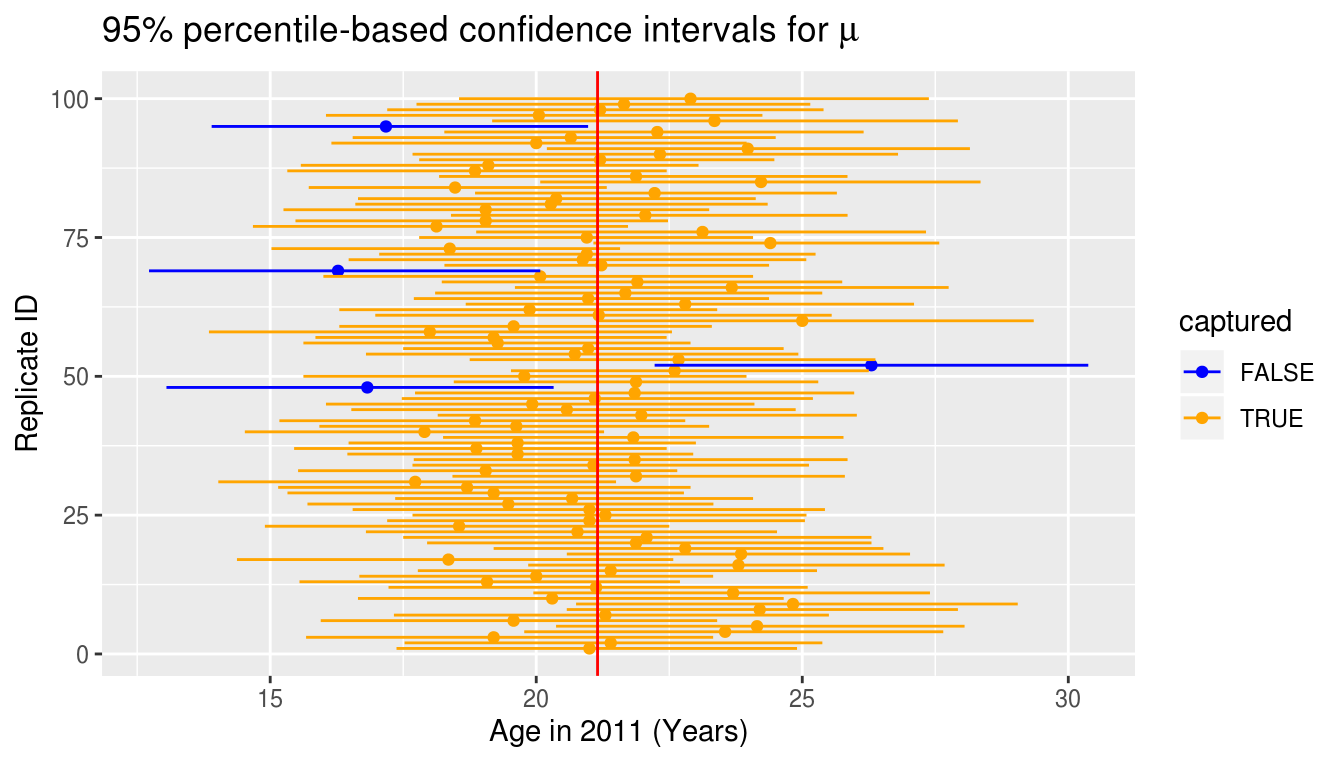 95% percentile-based confidence intervals for μ
Replicate ID
100
75
50
25
0
15 20 25 30
Age in 2011 (Years)
captured
FALSE
TRUE